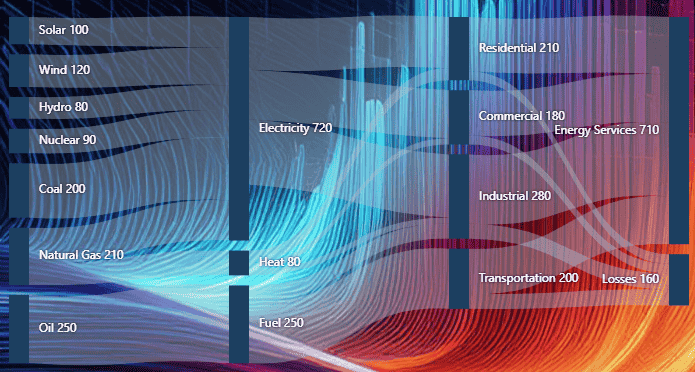 Solar 100
Wind 120
Hydro 80
Nuclear 90
Coal 200
Natural Gas 210
Oil 250
Electricity 720
Heat 80
Fuel 250
Residential 210
Commercial 180
Industrial 280
Transportation 200
Energy Services 710
Losses 160